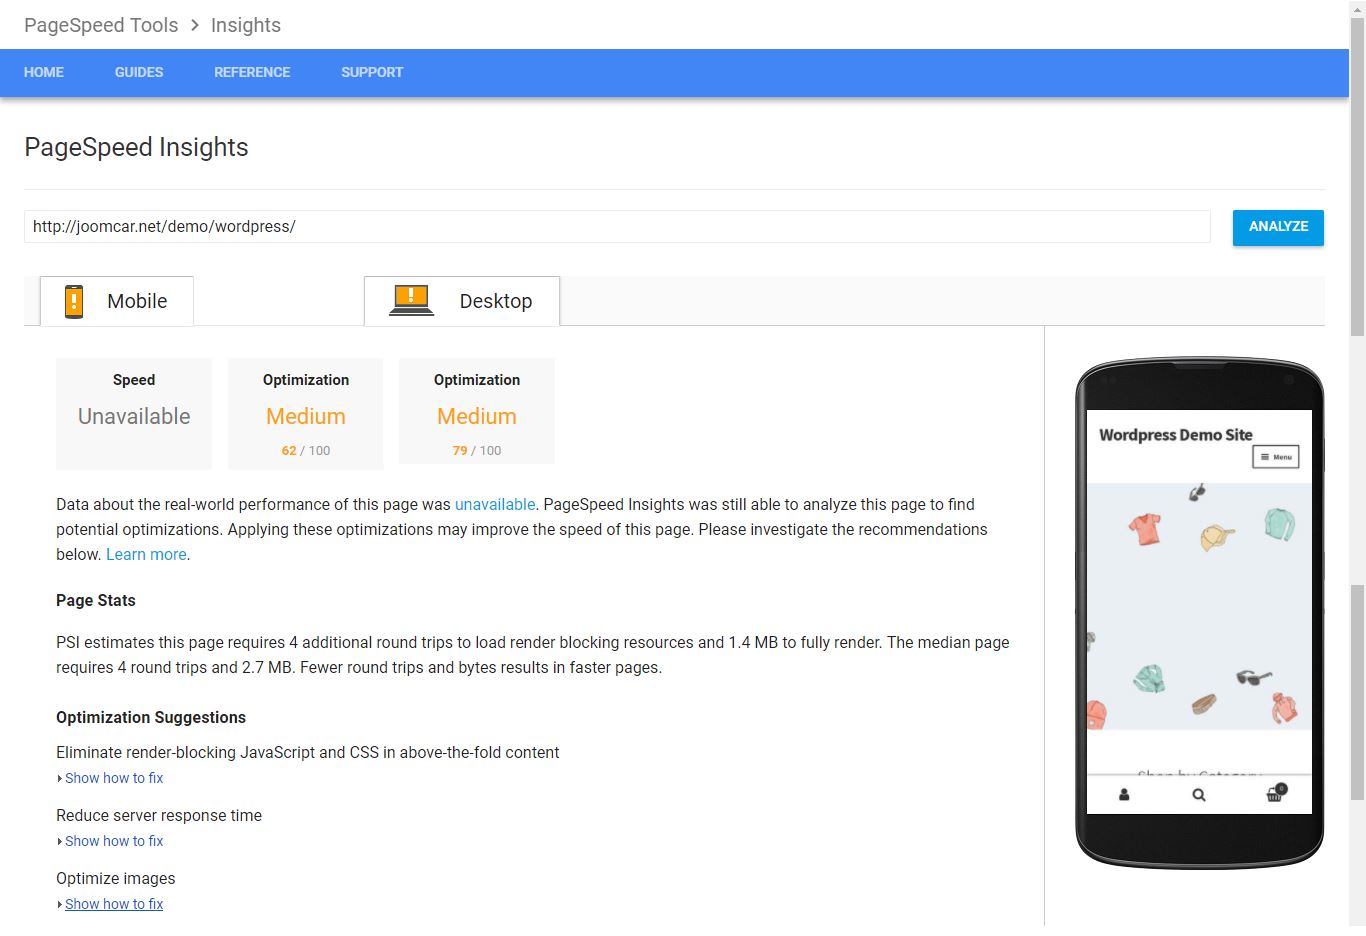 PageSpeed Tools > Insights
HOME GUIDES REFERENCE SUPPORT
PageSpeed Insights
http://joomcar.net/demo/wordpress/
ANALYZE
Mobile
Desktop
Speed
Unavailable
Optimization
Medium
62 / 100
Optimization
Medium
79 / 100
Data about the real-world performance of this page was unavailable. PageSpeed Insights was still able to analyze this page to find
potential optimizations. Applying these optimizations may improve the speed of this page. Please investigate the recommendations
below. Learn more.
Page Stats
PSI estimates this page requires 4 additional round trips to load render blocking resources and 1.4 MB to fully render. The median page
requires 4 round trips and 2.7 MB. Fewer round trips and bytes results in faster pages.
Optimization Suggestions
Eliminate render-blocking JavaScript and CSS in above-the-fold content
Show how to fix
Reduce server response time
Show how to fix
Optimize images
Show how to fix
Wordpress Demo Site
Menu
Shop by Category
0